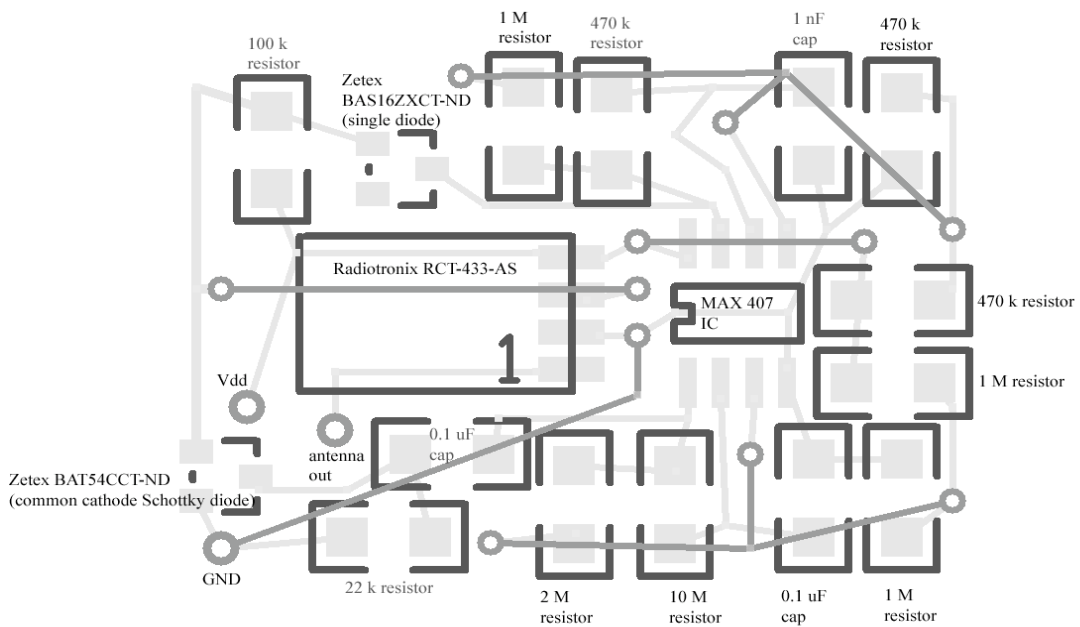 1 M
resistor
470 k
resistor
1 nF
cap
470 k
resistor
100 k
resistor
Zetex
BAS16ZXCT-ND
(single diode)
Radiotronix RCT-433-AS
1
MAX 407
IC
470 k resistor
1 M resistor
Vdd
antenna
out
0.1 uF
cap
Zetex BAT54CCT-ND
(common cathode Schottky diode)
GND
22 k resistor
2 M
resistor
10 M
resistor
0.1 uF
cap
1 M
resistor